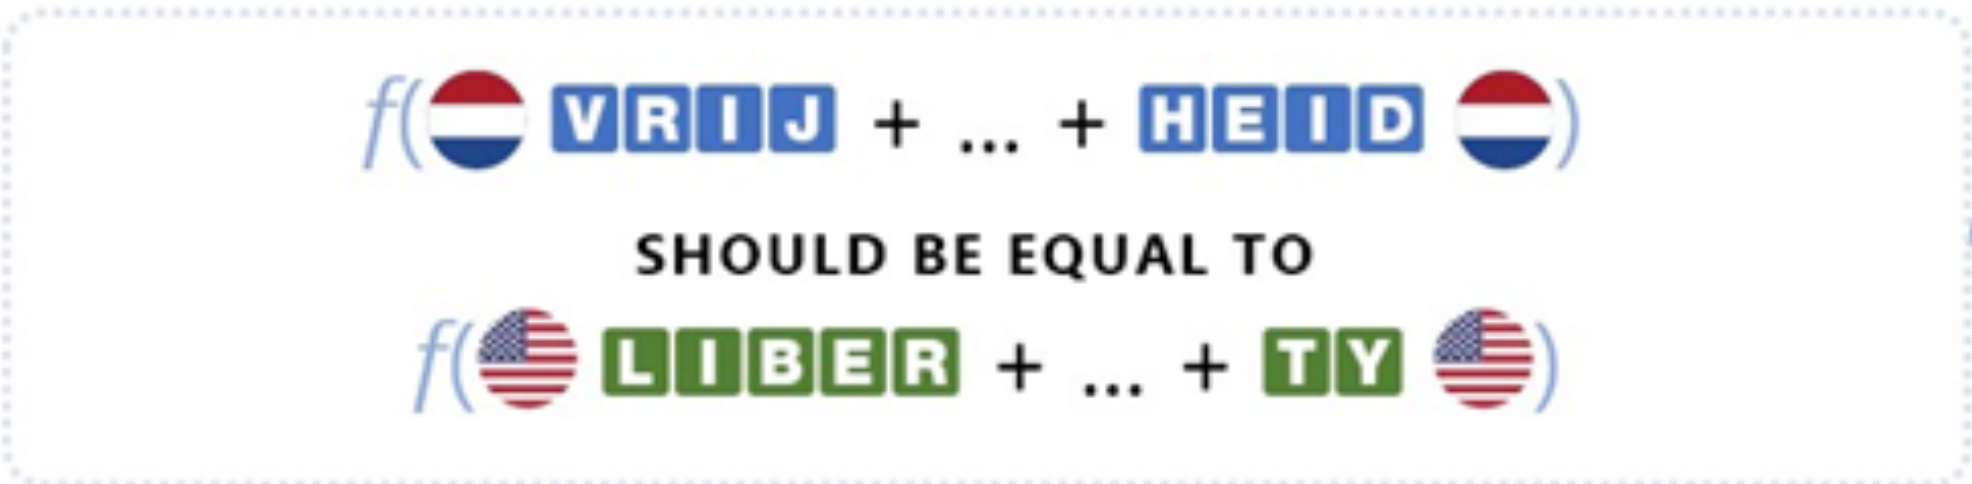 f( VRIJ + ... + HEID )
SHOULD BE EQUAL TO
f( LIBER + ... + TY )